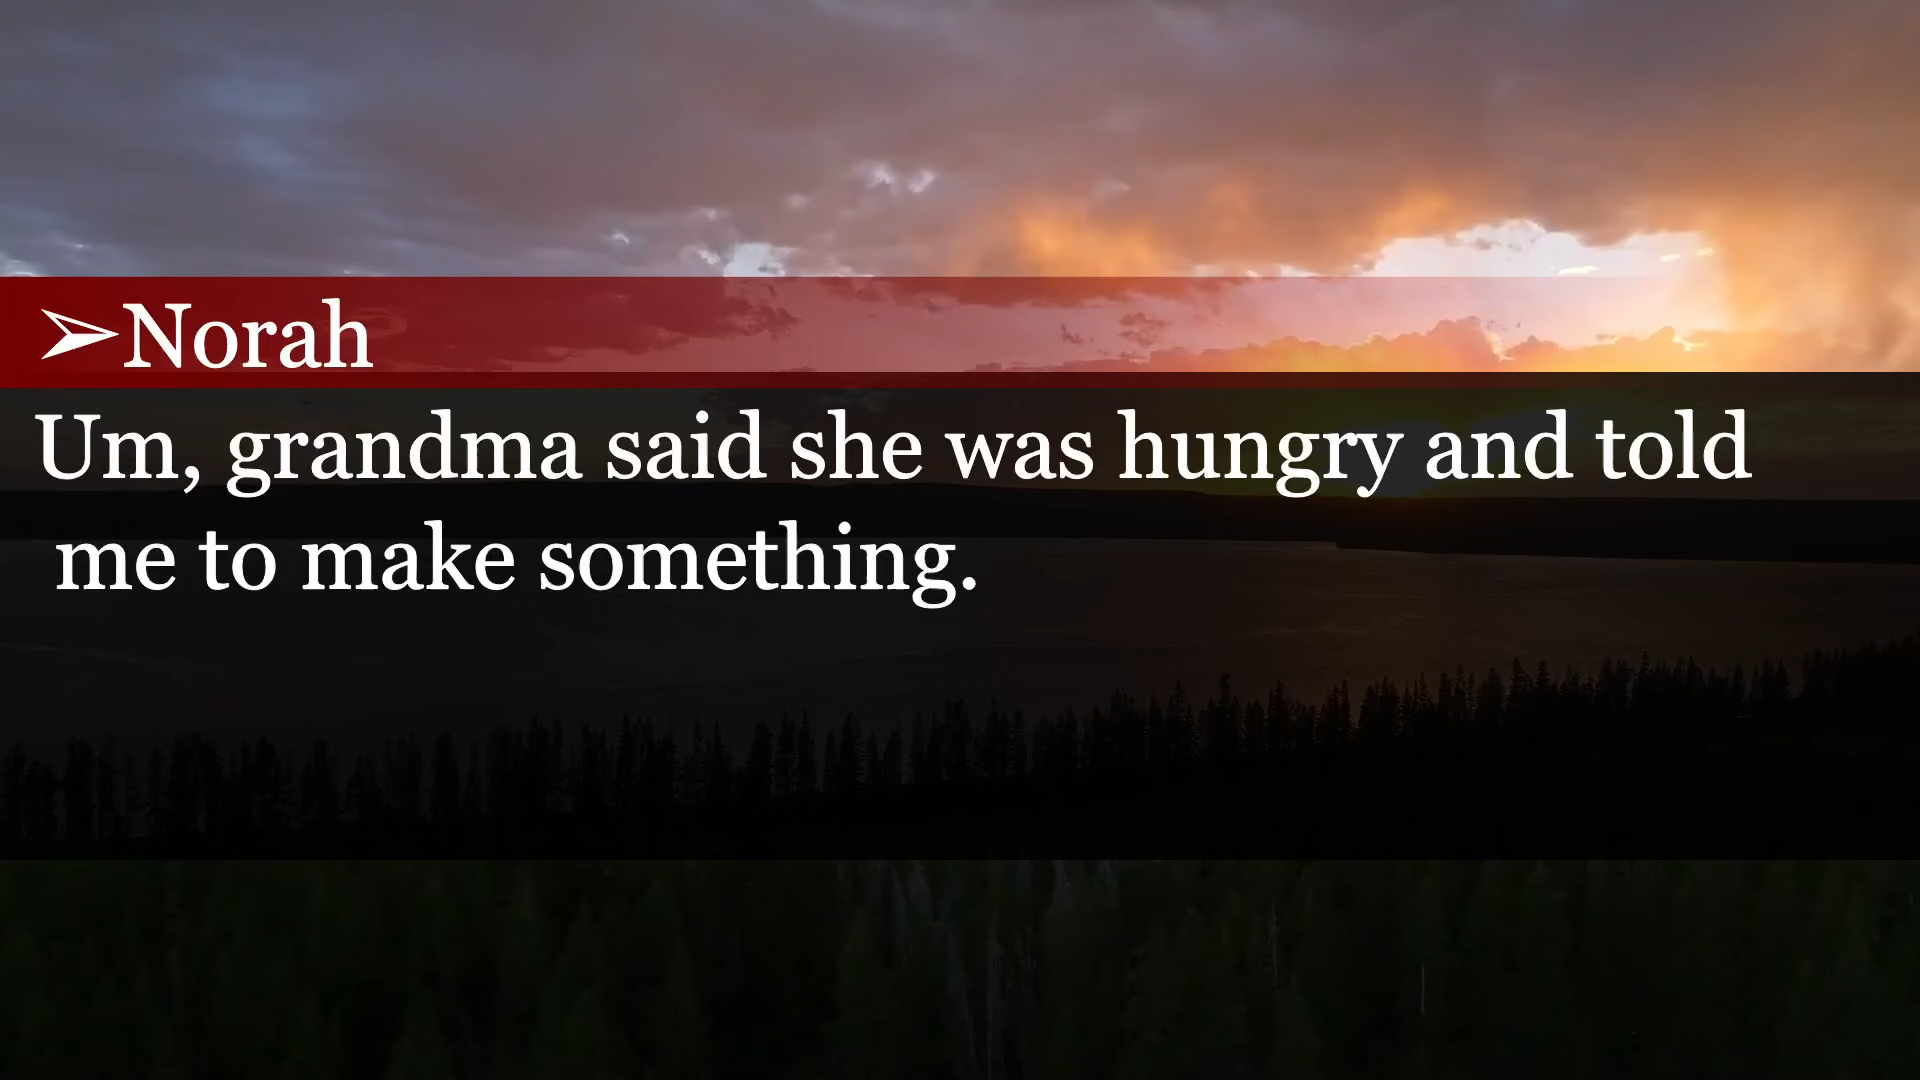 ➢Norah
Um, grandma said she was hungry and told
me to make something.